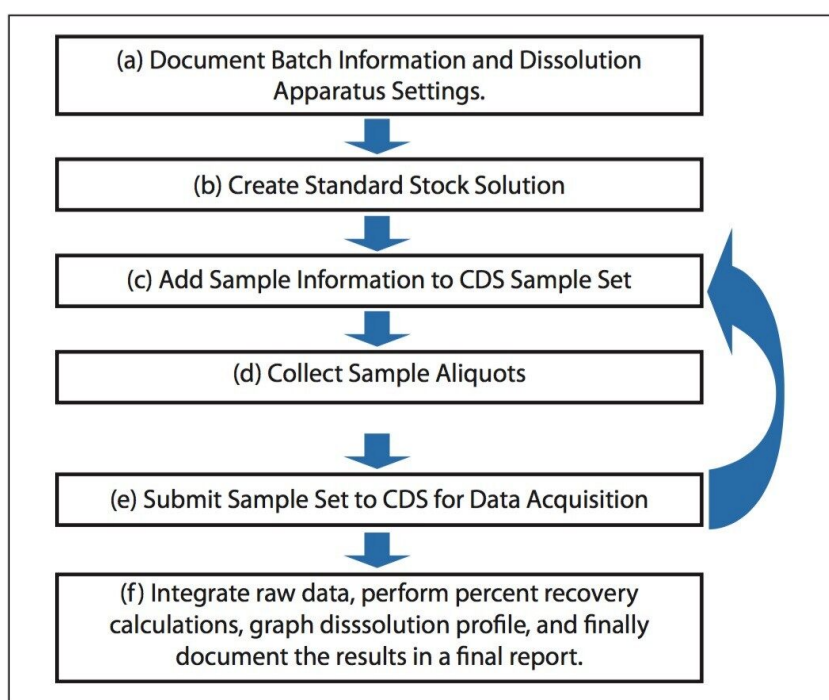 (a) Document Batch Information and Dissolution
Apparatus Settings.
(b) Create Standard Stock Solution
(c) Add Sample Information to CDS Sample Set
(d) Collect Sample Aliquots
(e) Submit Sample Set to CDS for Data Acquisition
(f) Integrate raw data, perform percent recovery
calculations, graph disssolution profile, and finally
document the results in a final report.